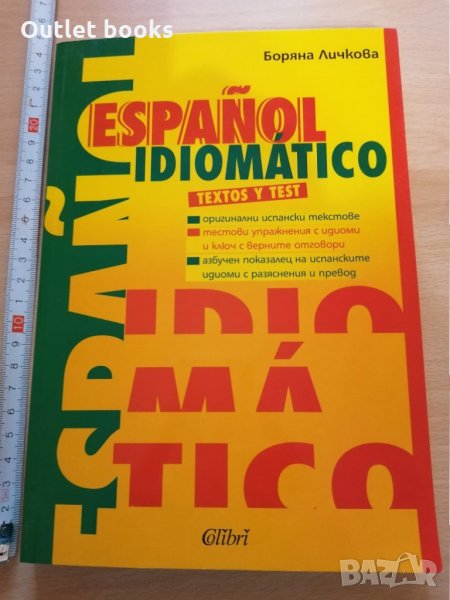 Outlet books
Боряна Личкова
ESPAÑOL
IDIOMÁTICO
TEXTOS Y TEST
оригинални испански текстове
тестови упражнения с идиоми
и ключ с верните отговори
азбучен показалец на испанските
идиоми с разяснения и превод
ESPAÑOL
IDIO
MÁ
TICO
Colibri
BAZAR